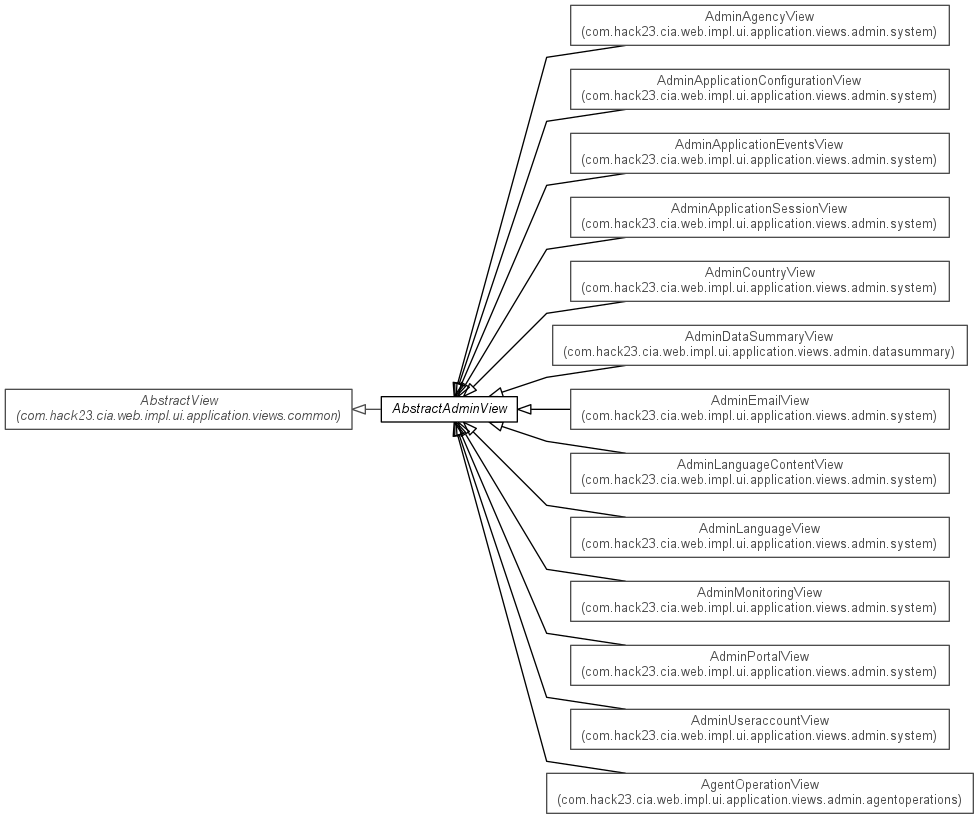 AdminAgencyView
(com.hack23.cia.web.impl.ui.application.views.admin.system)
AdminApplicationConfigurationView
(com.hack23.cia.web.impl.ui.application.views.admin.system)
AdminApplicationEventsView
(com.hack23.cia.web.impl.ui.application.views.admin.system)
AdminApplicationSessionView
(com.hack23.cia.web.impl.ui.application.views.admin.system)
AdminCountryView
(com.hack23.cia.web.impl.ui.application.views.admin.system)
AdminDataSummaryView
(com.hack23.cia.web.impl.ui.application.views.admin.datasummary)
AbstractView
(com.hack23.cia.web.impl.ui.application.views.common)
AbstractAdminView
AdminEmailView
(com.hack23.cia.web.impl.ui.application.views.admin.system)
AdminLanguageContentView
(com.hack23.cia.web.impl.ui.application.views.admin.system)
AdminLanguageView
(com.hack23.cia.web.impl.ui.application.views.admin.system)
AdminMonitoringView
(com.hack23.cia.web.impl.ui.application.views.admin.system)
AdminPortalView
(com.hack23.cia.web.impl.ui.application.views.admin.system)
AdminUseraccountView
(com.hack23.cia.web.impl.ui.application.views.admin.system)
AgentOperationView
(com.hack23.cia.web.impl.ui.application.views.admin.agentoperations)